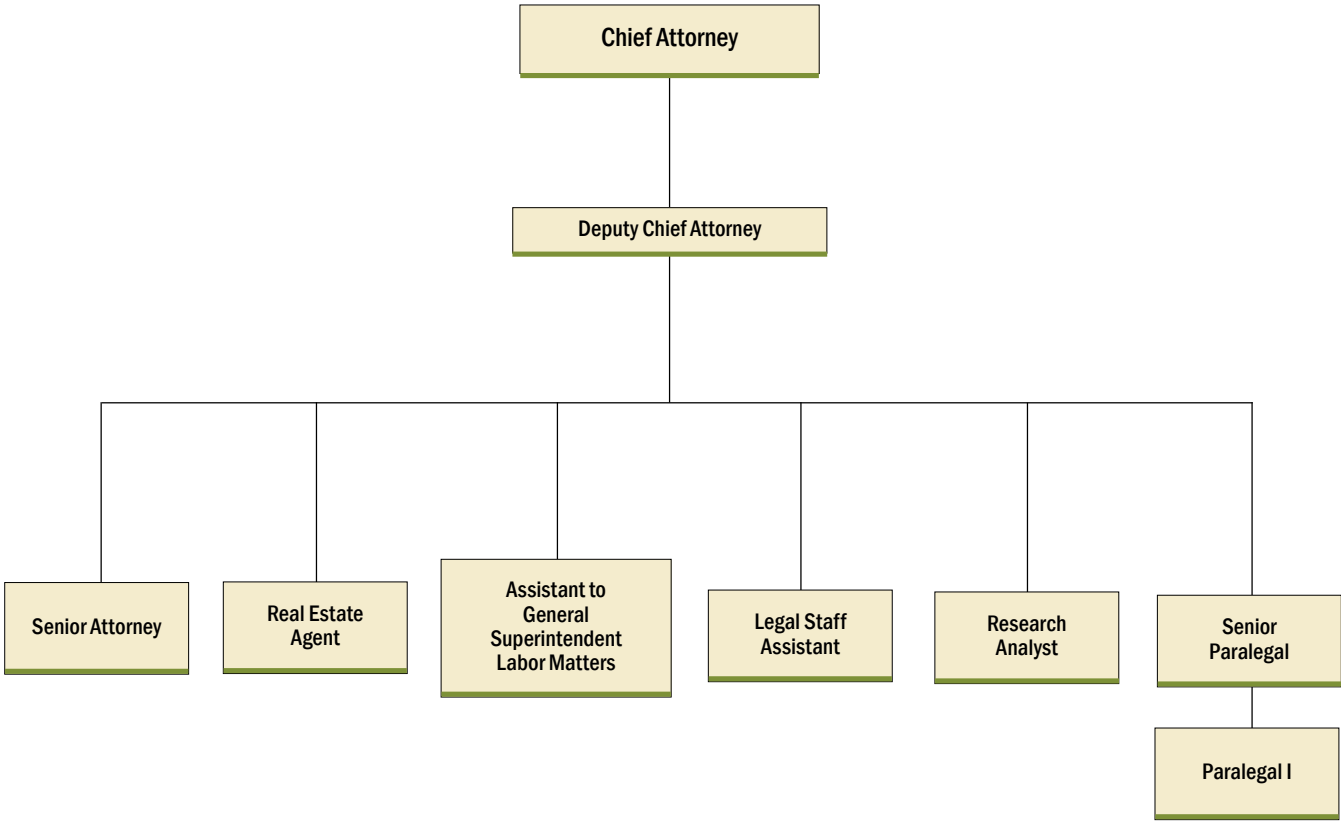 Chief Attorney
Deputy Chief Attorney
Senior Attorney
Real Estate
Agent
Assistant to
General
Superintendent
Labor Matters
Legal Staff
Assistant
Research
Analyst
Senior
Paralegal
Paralegal I